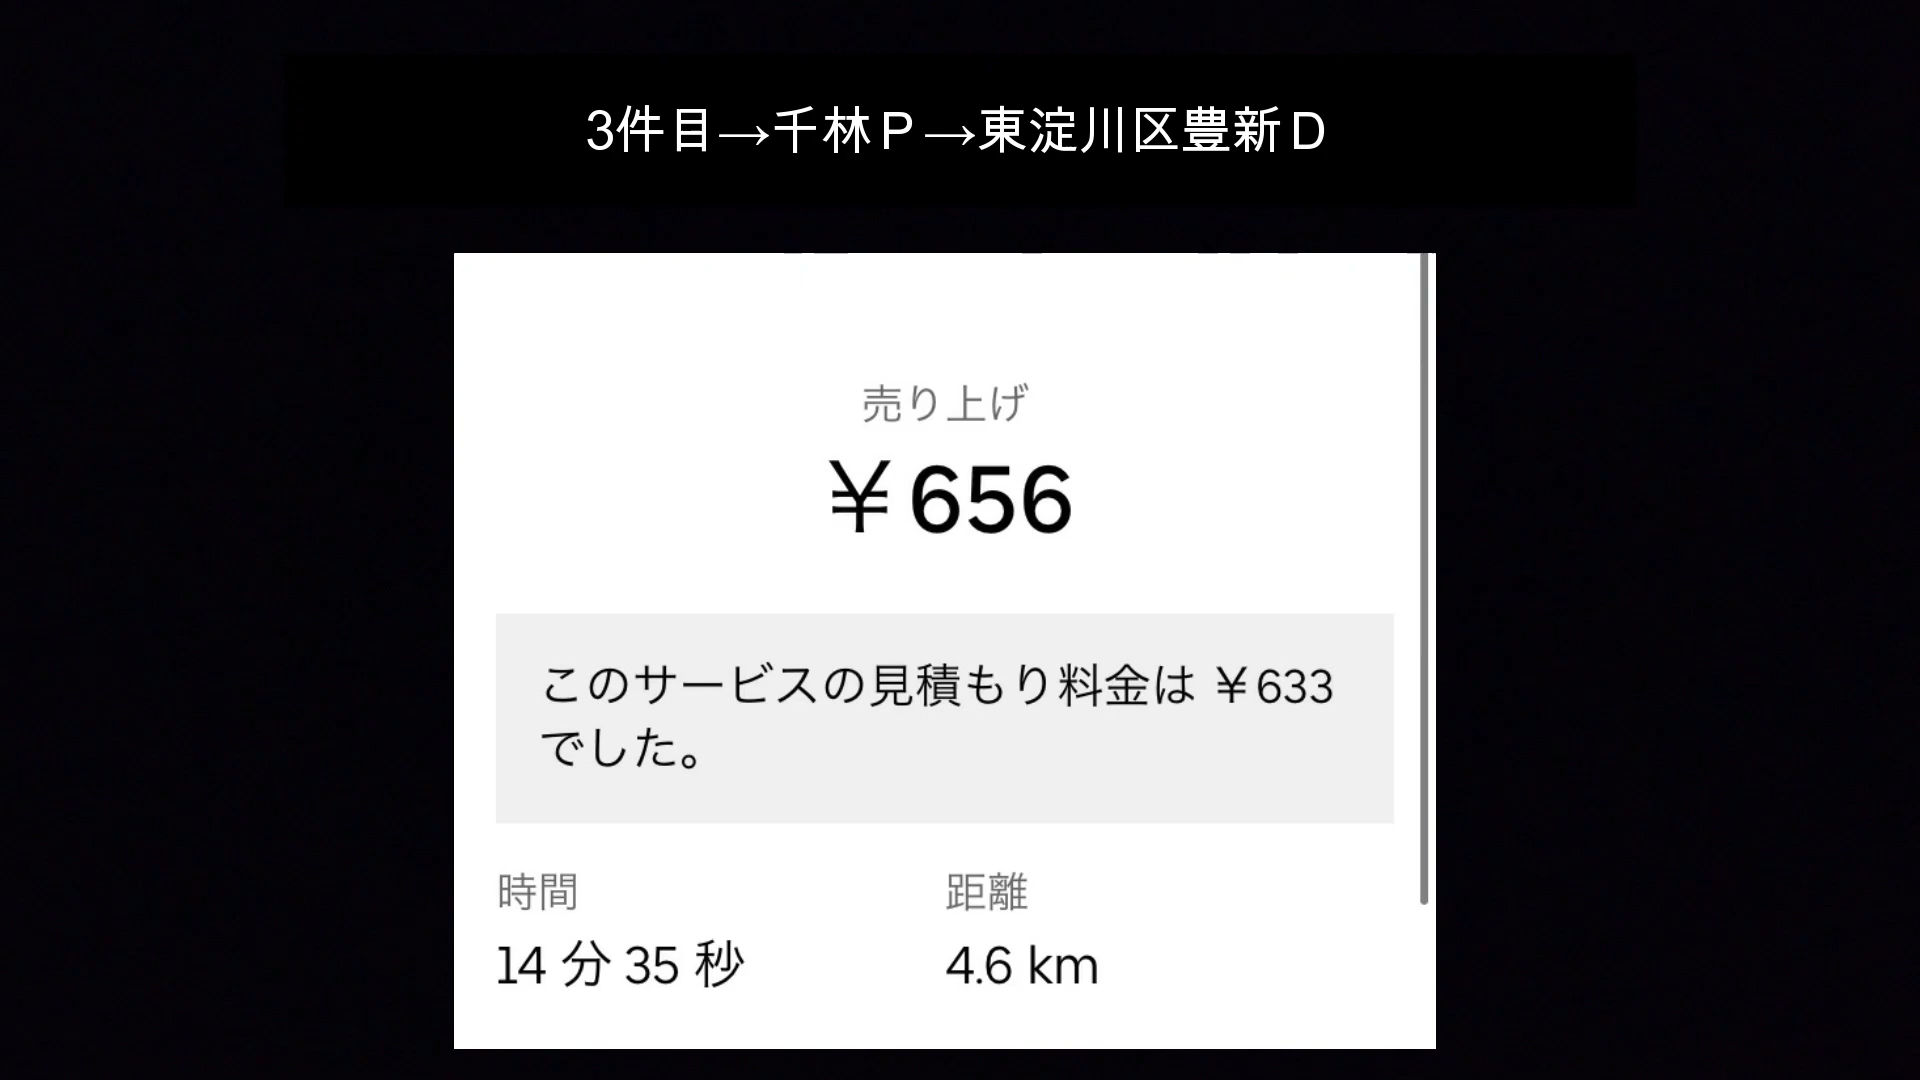 3件目→千林Ｐ→東淀川区豊新Ｄ
売り上げ
￥656
このサービスの見積もり料金は ￥633
でした。
時間
距離
14 分 35 秒
4.6 km